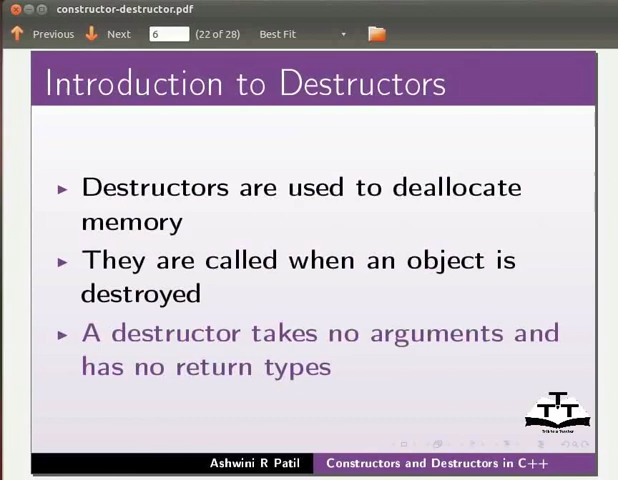 constructor-destructor.pdf
Previous Next 6 (22 of 28) Best Fit
Introduction to Destructors
Destructors are used to deallocate
memory
They are called when an object is
destroyed
A destructor takes no arguments and
has no return types
TTT
Ashwini R Patil Constructors and Destructors in C++